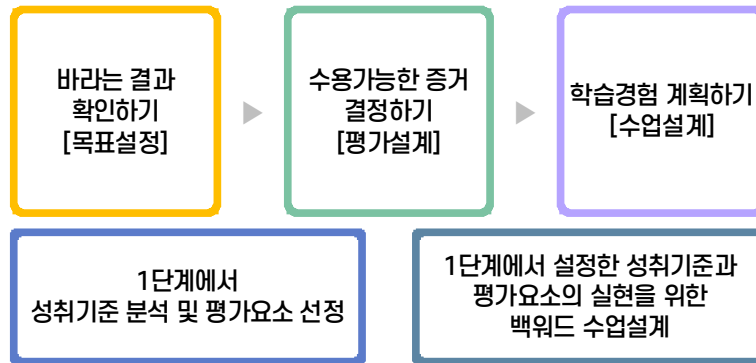 바라는 결과
확인하기
[목표설정]
수용가능한 증거
결정하기
[평가설계]
학습경험 계획하기
[수업설계]
1단계에서
성취기준 분석 및 평가요소 선정
1단계에서 설정한 성취기준과
평가요소의 실현을 위한
백워드 수업설계